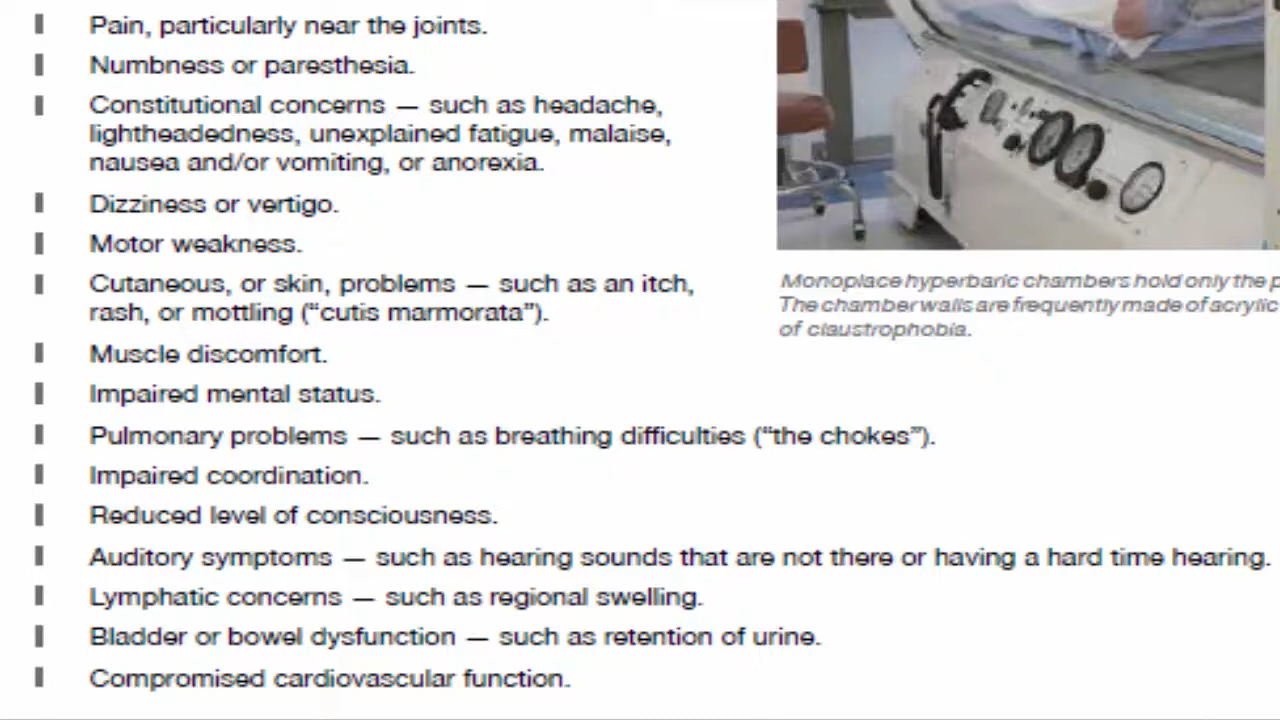 Pain, particularly near the joints.
Numbness or paresthesia.
Constitutional concerns — such as headache,
lightheadedness, unexplained fatigue, malaise,
nausea and/or vomiting, or anorexia.
Dizziness or vertigo.
Motor weakness.
Cutaneous, or skin, problems — such as an itch,
rash, or mottling (“cutis marmorata”).
Muscle discomfort.
Impaired mental status.
Pulmonary problems — such as breathing difficulties (“the chokes”).
Impaired coordination.
Reduced level of consciousness.
Auditory symptoms — such as hearing sounds that are not there or having a hard time hearing.
Lymphatic concerns — such as regional swelling.
Bladder or bowel dysfunction — such as retention of urine.
Compromised cardiovascular function.
Monoplace hyperbaric chambers hold only the
The chamber walls are frequently made of acrylic
of claustrophobia.